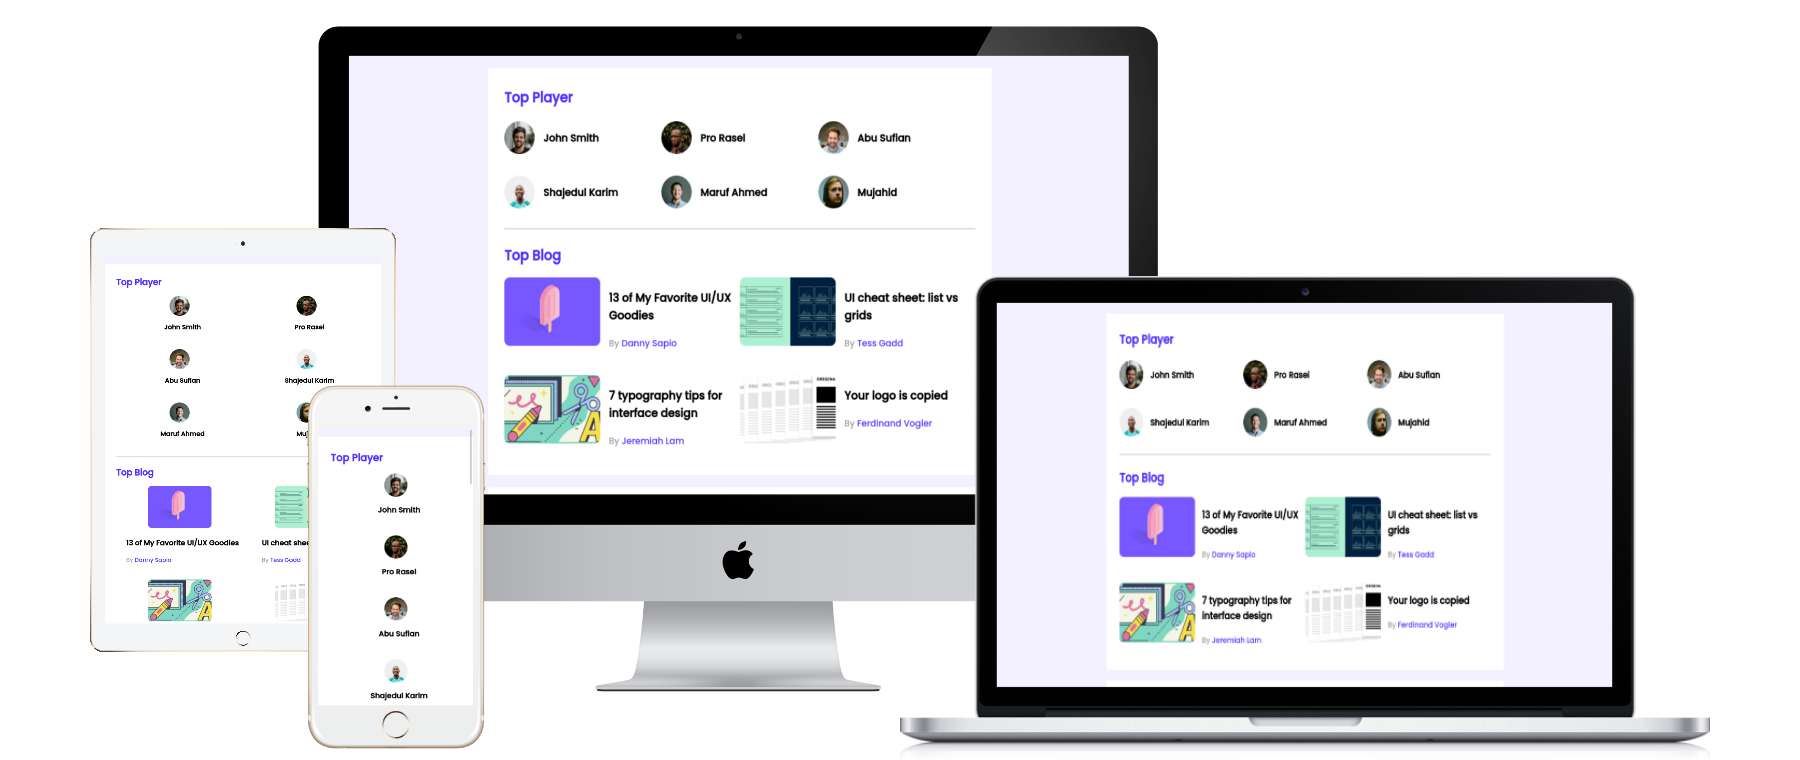 Top Player
John Smith
Pro Rasel
Abu Sufian
Shajedul Karim
Maruf Ahmed
Mujahid
Top Blog
13 of My Favorite UI/UX
Goodies
By Danny Sapio
UI cheat sheet: list vs
grids
By Tess Gadd
7 typography tips for
interface design
By Jeremiah Lam
Your logo is copied
By Ferdinand Vogler
Top Player
John Smith
Pro Rasel
Abu Sufian
Shajedul Karim
Maruf Ahmed
Muj
Top Blog
13 of My Favorite UI/UX Goodies
By Danny Sapio
UI cheat shee
By Tess Gadd
Top Player
John Smith
Pro Rasel
Abu Sufian
Shajedul Karim
Top Player
John Smith
Pro Rasel
Abu Sufian
Shajedul Karim
Maruf Ahmed
Mujahid
Top Blog
13 of My Favorite UI/UX
Goodies
By Danny Sapio
UI cheat sheet: list vs
grids
By Tess Gadd
7 typography tips for
interface design
By Jeremiah Lam
Your logo is copied
By Ferdinand Vogler